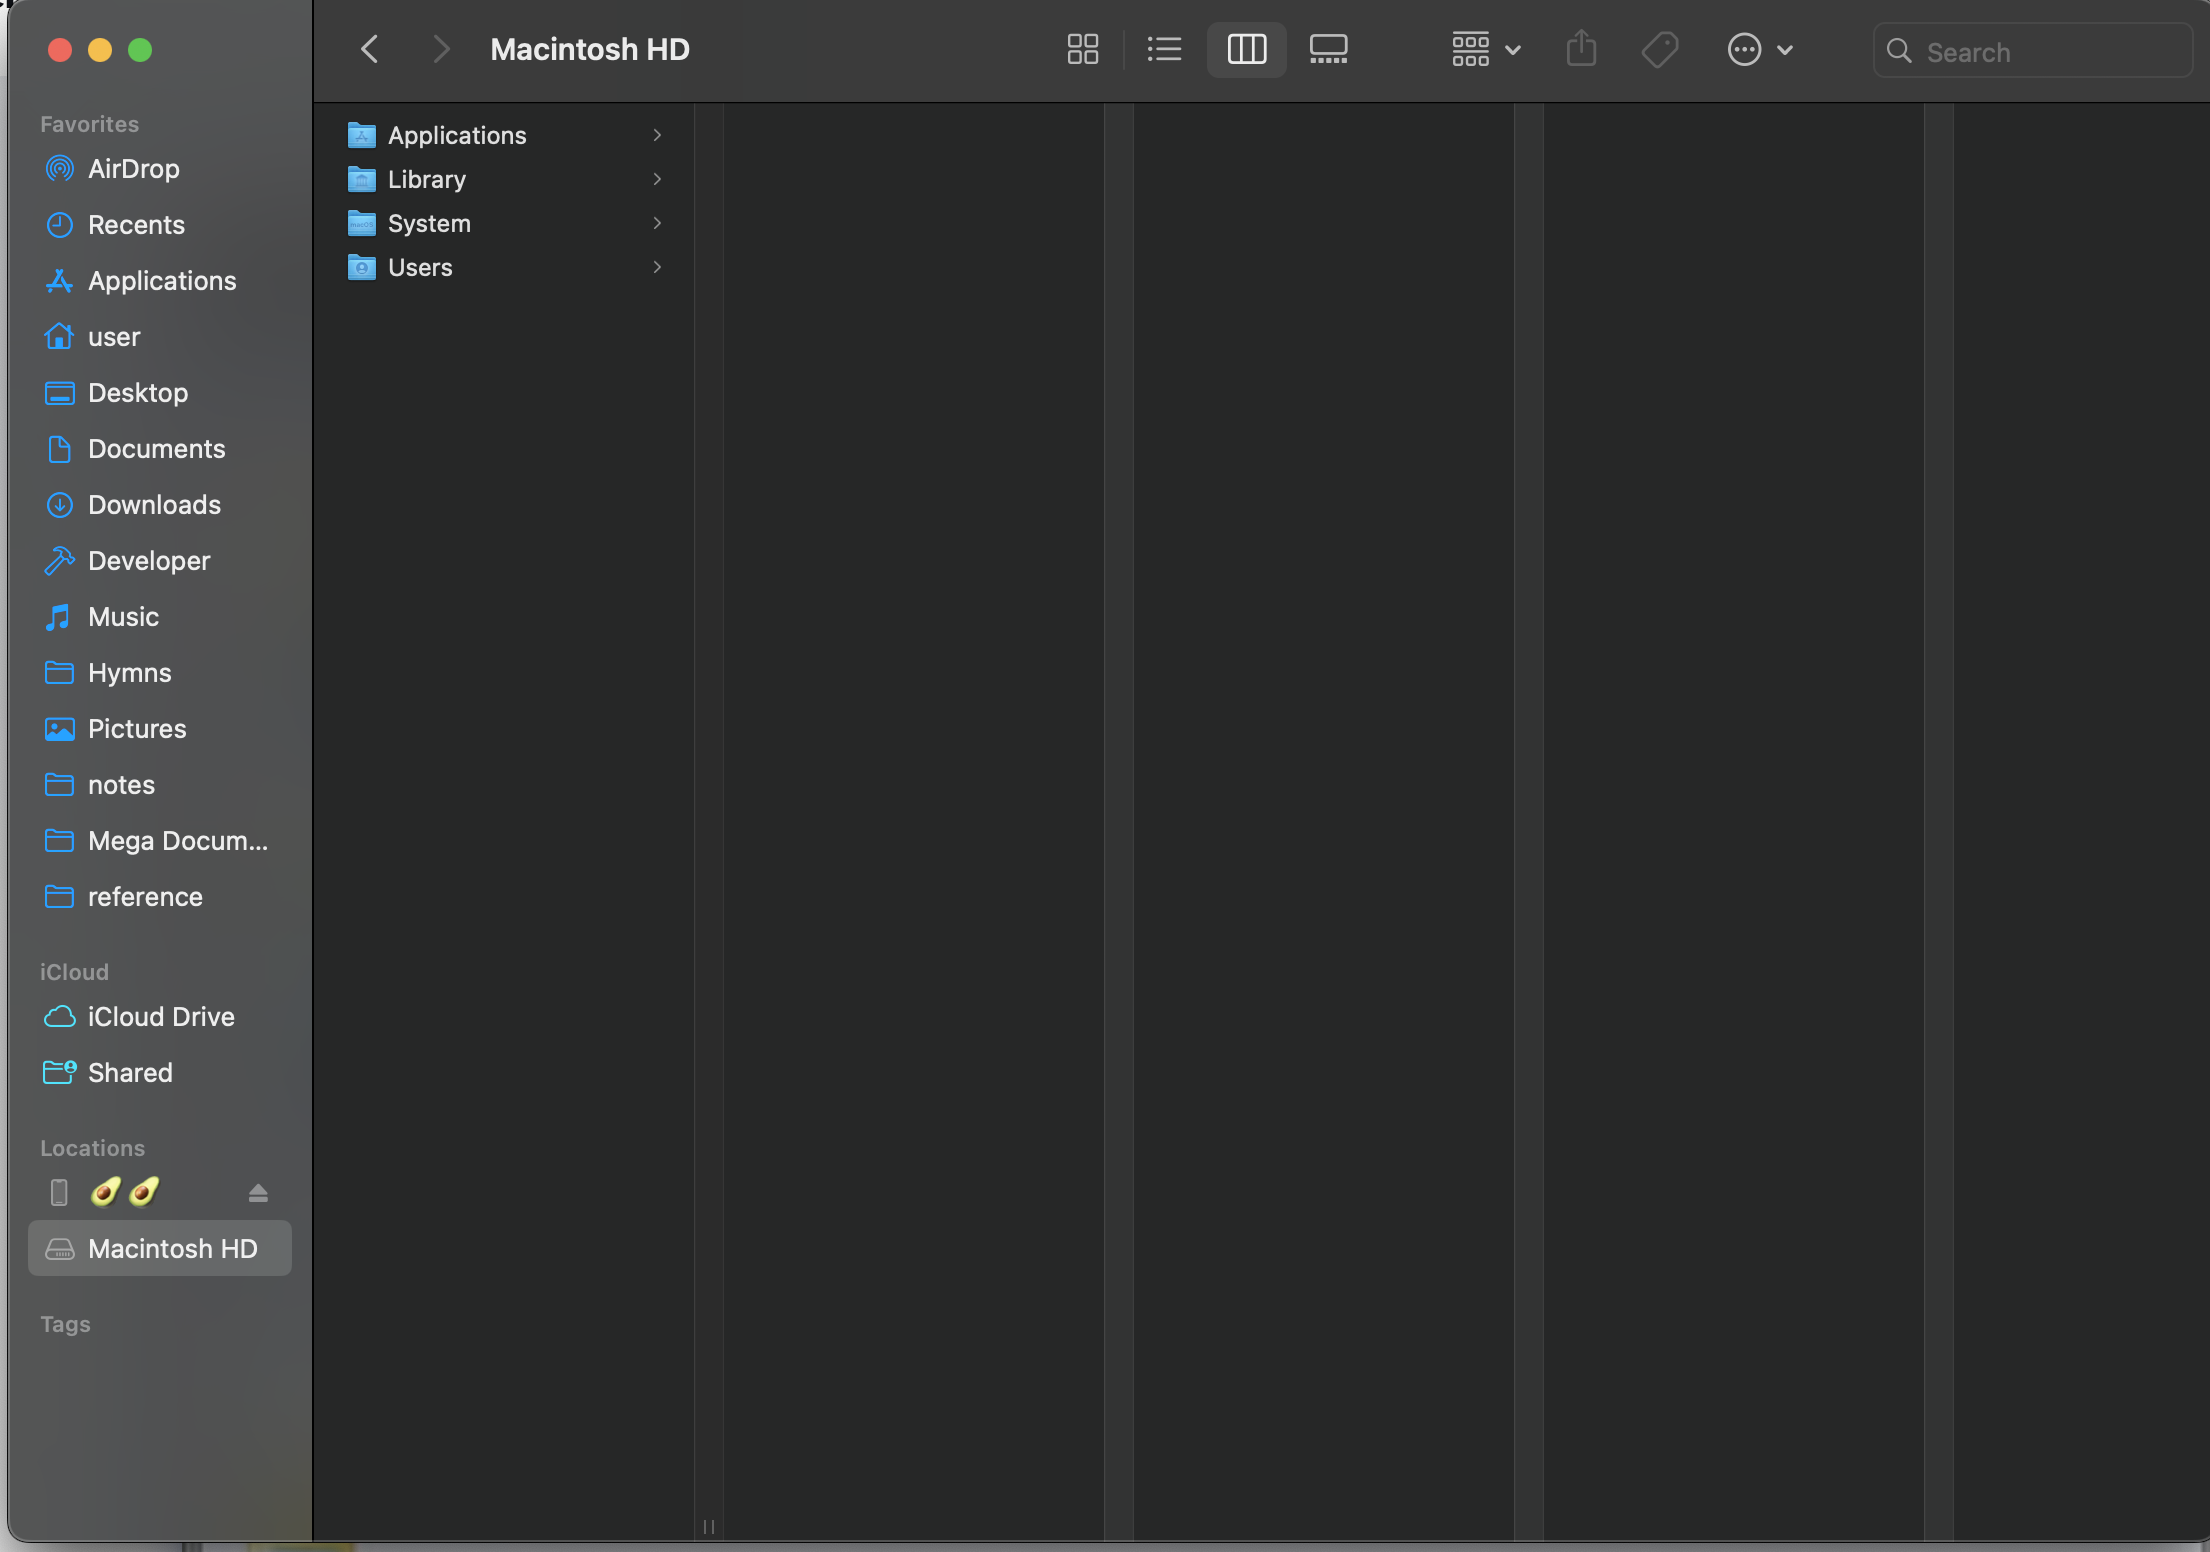 Macintosh HD
Search
Favorites
AirDrop
Recents
Applications
user
Desktop
Documents
Downloads
Developer
Music
Hymns
Pictures
notes
Mega Docum...
reference
iCloud
iCloud Drive
Shared
Locations
🥑🥑
Macintosh HD
Tags
Applications
Library
System
Users